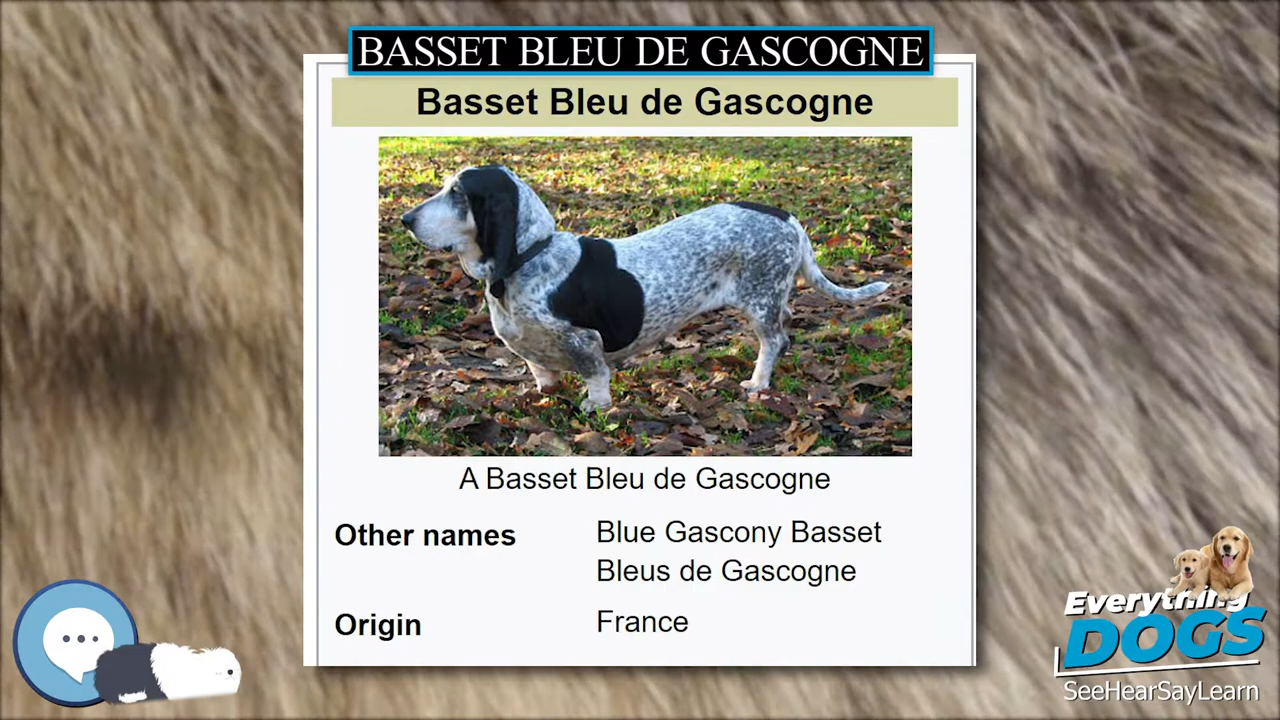 BASSET BLEU DE GASCOGNE
Basset Bleu de Gascogne
A Basset Bleu de Gascogne
Other names
Blue Gascony Basset
Bleus de Gascogne
Origin
France
Everything
DOGS
SeeHearSayLearn